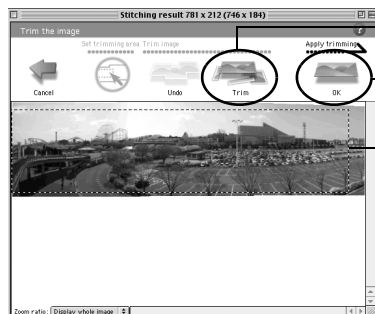 Stitching result 781 x 212 (746 x 184)
Trim the image
Set trimming area Trim image Apply trimming
Cancel Undo Trim OK
Zoom ratio: Display whole image